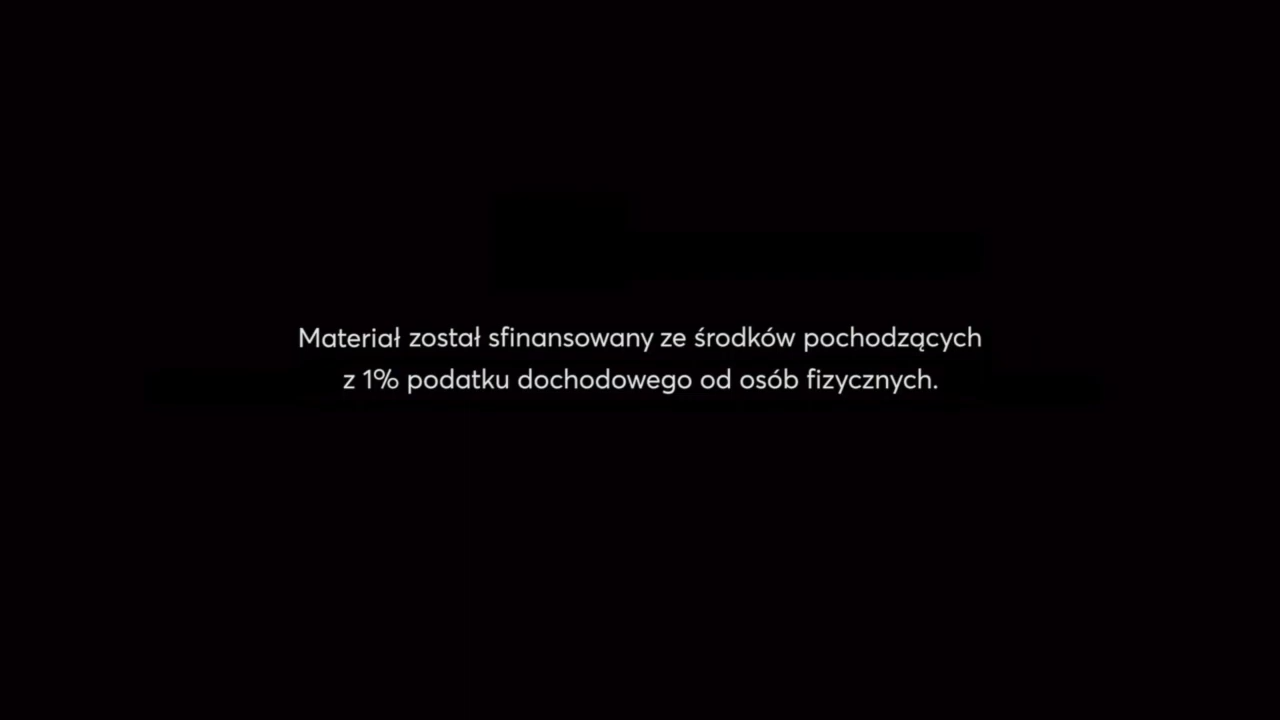 Materiał został sfinansowany ze środków pochodzących
z 1% podatku dochodowego od osób fizycznych.